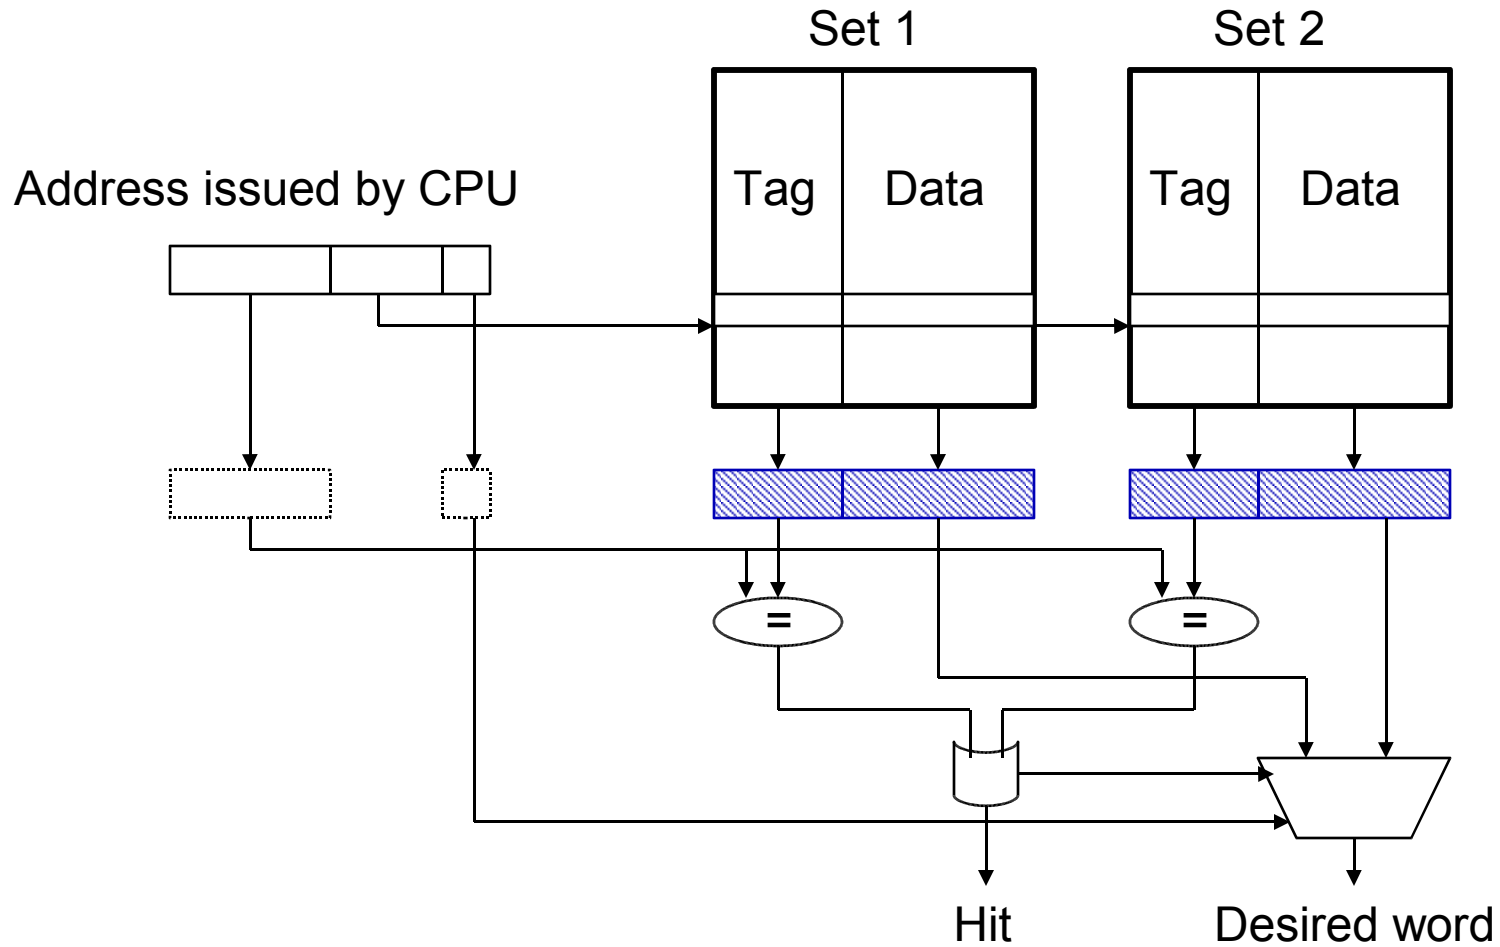 Set 1
Set 2
Address issued by CPU
Tag
Data
Tag
Data
=
=
Hit
Desired word